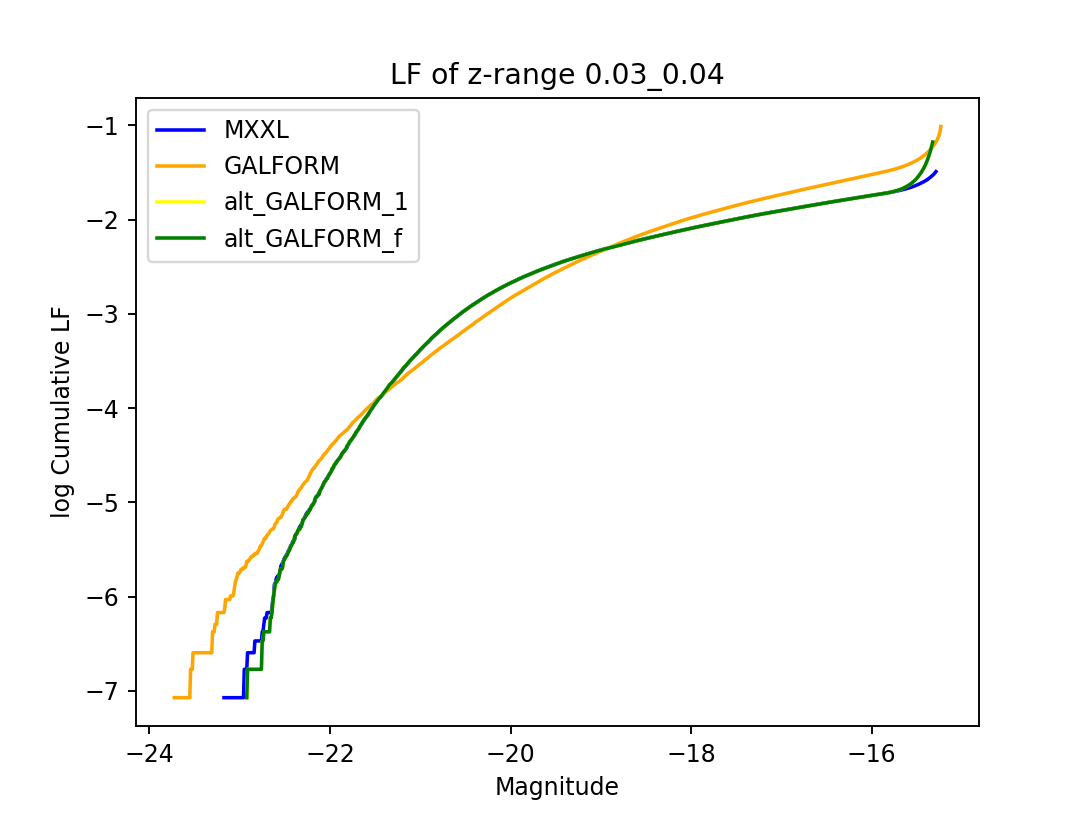 LF of z-range 0.03_0.04
MXXL
GALFORM
alt_GALFORM_1
alt_GALFORM_f
−1
−2
−3
−4
−5
−6
−7
log Cumulative LF
−24
−22
−20
−18
−16
Magnitude